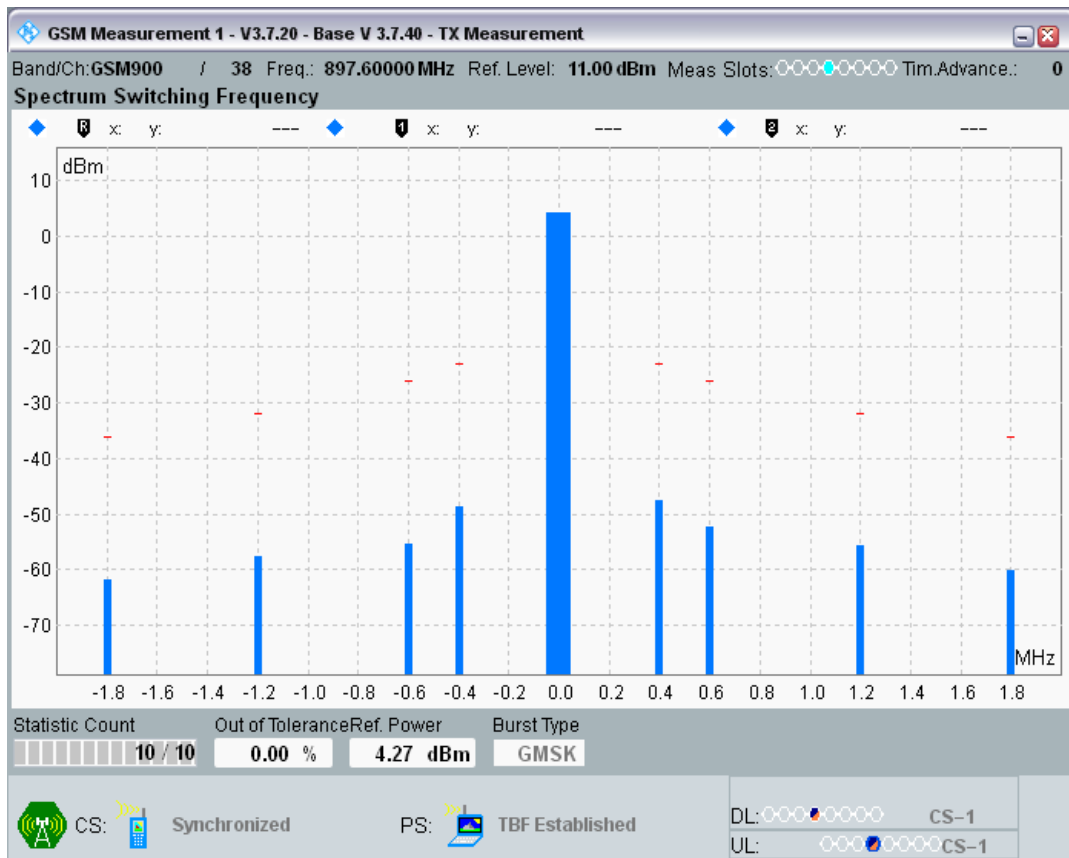 GSM Measurement 1 - V3.7.20 - Base V 3.7.40 - TX Measurement
Band/Ch:GSM900 / 38 Freq.: 897.60000 MHz Ref. Level: 11.00 dBm Meas Slots: Tim.Advance.: 0
Spectrum Switching Frequency
R x: y: --- 1 x: y: --- 2 x: y: ---
dBm
10
0
-10
-20
-30
-40
-50
-60
-70
MHz
-1.8 -1.6 -1.4 -1.2 -1.0 -0.8 -0.6 -0.4 -0.2 0.0 0.2 0.4 0.6 0.8 1.0 1.2 1.4 1.6 1.8
Statistic Count Out of Tolerance Ref. Power Burst Type
10 / 10 0.00 % 4.27 dBm GMSK
CS: Synchronized PS: TBF Established
DL: CS-1
UL: CS-1